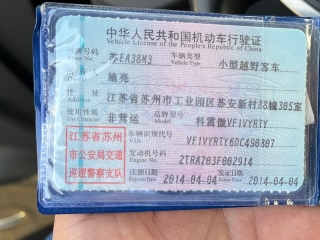 中华人民共和国机动车行驶证
Vehicle License of the People's Republic of China
号牌号码 苏EA38M3 车辆类型 小型越野客车
Plate No. Vehicle Type
所有人 施亮
Owner
住址 江苏省苏州市工业园区苏安新村88幢305室
Address
使用性质 非营运 品牌型号 科雷傲VF1VYRTY
Use Character Model
江苏省苏州
市公安局交通
巡逻警察支队
车辆识别代号 VF1VYRTY6DC490307
VIN
发动机号码 2TRA703F002914
Engine No.
注册日期 2014-04-04 发证日期 2014-04-04
Register Date Issue Date